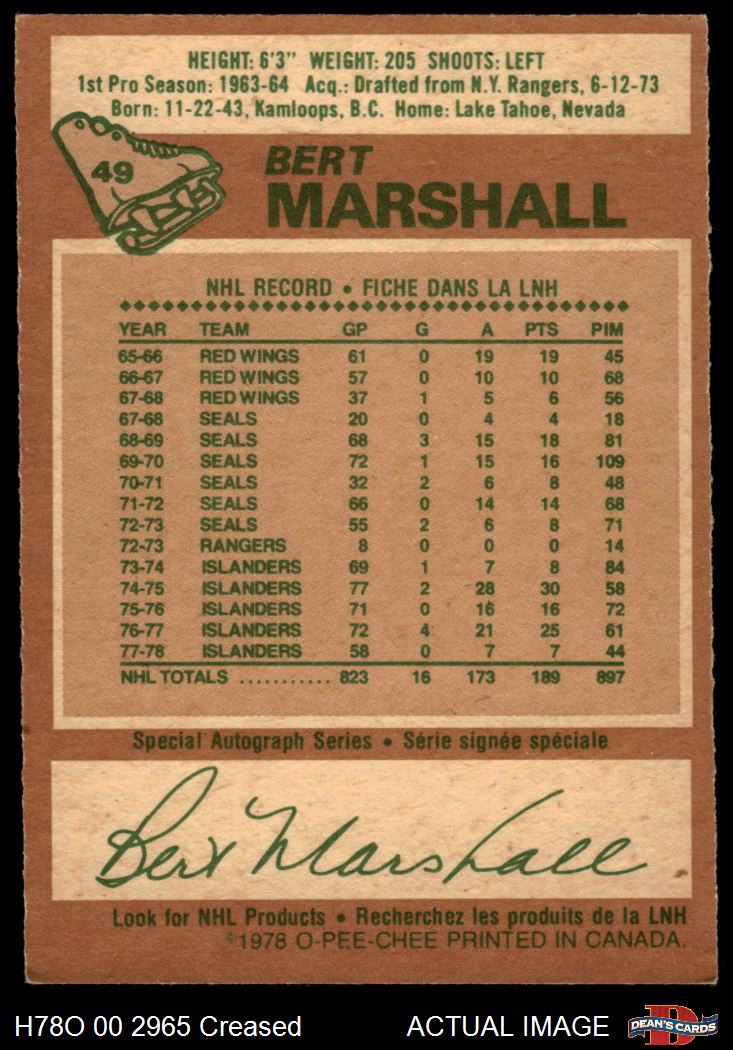 HEIGHT: 6'3" WEIGHT: 205 SHOOTS: LEFT
1st Pro Season: 1963-64 Acq.: Drafted from N.Y. Rangers, 6-12-73
Born: 11-22-43, Kamloops, B.C. Home: Lake Tahoe, Nevada
49
BERT
MARSHALL
NHL RECORD • FICHE DANS LA LNH
YEAR TEAM GP G A PTS PIM
65-66 RED WINGS 61 0 19 19 45
66-67 RED WINGS 57 0 10 10 68
67-68 RED WINGS 37 1 5 6 56
67-68 SEALS 20 0 4 4 18
68-69 SEALS 68 3 15 18 81
69-70 SEALS 72 1 15 16 109
70-71 SEALS 32 2 6 8 48
71-72 SEALS 66 0 14 14 68
72-73 SEALS 55 2 6 8 71
72-73 RANGERS 8 0 0 0 14
73-74 ISLANDERS 69 1 7 8 84
74-75 ISLANDERS 77 2 28 30 58
75-76 ISLANDERS 71 0 16 16 72
76-77 ISLANDERS 72 4 21 25 61
77-78 ISLANDERS 58 0 7 7 44
NHL TOTALS ........... 823 16 173 189 897
Special Autograph Series • Série signée spéciale
Bert Marshall
Look for NHL Products • Recherchez les produits de la LNH
©1978 O-PEE-CHEE PRINTED IN CANADA.
H78O 00 2965 Creased ACTUAL IMAGE
D
DEAN'S CARDS